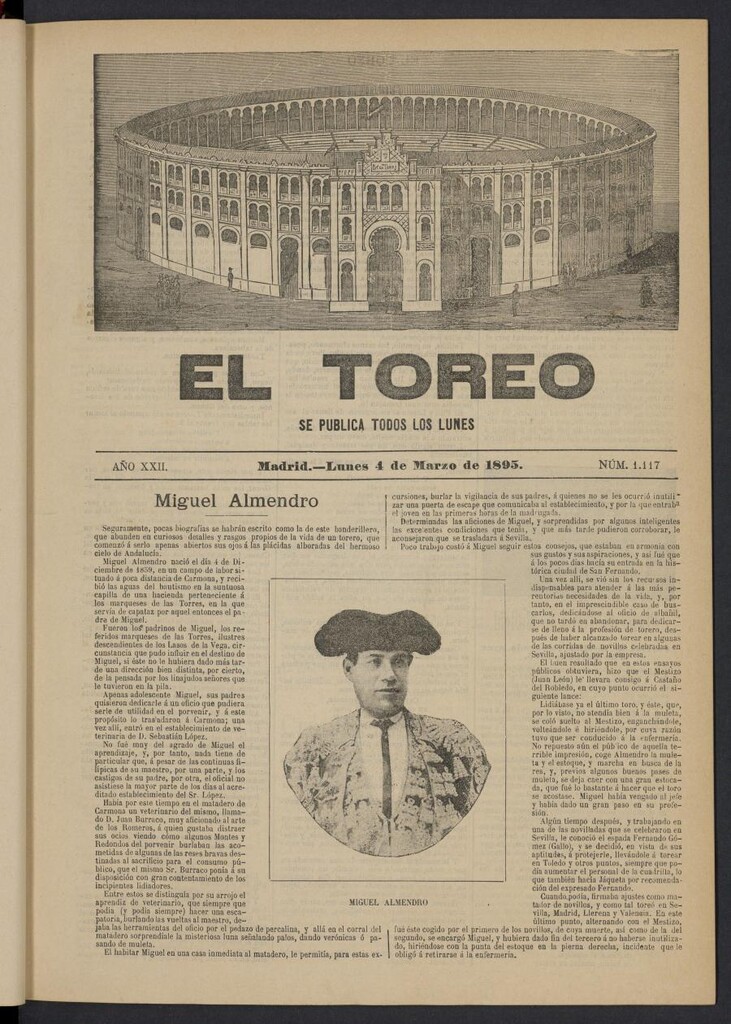 EL TOREO
SE PUBLICA TODOS LOS LUNES
AÑO XXII.
Madrid.—Lunes 4 de Marzo de 1895.
NÚM. 1.117
Miguel Almendro
Seguramente, pocas biografías se habrán escrito como la de este banderillero,
que abunden en curiosos detalles y rasgos propios de la vida de un torero, que
comenzó á serlo apenas abiertos sus ojos á las plácidas alboradas del hermoso
cielo de Andalucía.
Miguel Almendro nació el día 4 de Di-
ciembre de 1859, en un campo de labor si-
tuado á poca distancia de Carmona, y reci-
bió las aguas del bautismo en la suntuosa
capilla de una hacienda perteneciente á
los marqueses de las Torres, en la que
servía de capataz por aquel entonces el pa-
dre de Miguel.
Fueron los padrinos de Miguel, los re-
feridos marqueses de las Torres, ilustres
descendientes de los Lasos de la Vega, cir-
cunstancia que pudo influir en el destino de
Miguel, si éste no le hubiera dado más tar-
de una dirección bien distinta, por cierto,
de la pensada por los linajudos señores que
le tuvieron en la pila.
Apenas adolescente Miguel, sus padres
quisieron dedicarle á un oficio que pudiera
serle de utilidad en el porvenir, y á este
propósito lo trasladaron á Carmona; una
vez allí, entró en el establecimiento de ve-
terinaria de D. Sebastián López.
No fué muy del agrado de Miguel el
aprendizaje, y, por tanto, nada tiene de
particular que, á pesar de las continuas fi-
lípicas de su maestro, por una parte, y los
castigos de su padre, por otra, el oficial no
asistiese la mayor parte de los días al acre-
ditado establecimiento del Sr. López.
Había por este tiempo en el matadero de
Carmona un veterinario del mismo, llama-
do D. Juan Barraco, muy aficionado al arte
de los Romeros, á quien gustaba distraer
sus ocios viendo cómo algunos Montes y
Redondos del porvenir burlaban las aco-
metidas de algunas de las reses bravas des-
tinadas al sacrificio para el consumo pú-
blico, que el mismo Sr. Burraco ponía á su
disposición con gran contentamiento de los
incipientes lidiadores.
Entre estos se distinguía por su arrojo el
aprendiz de veterinario, que siempre que
podía (y podía siempre) hacer una esca-
patoria, burlando las vueltas al maestro, de-
jaba las herramientas del oficio por el pedazo de percalina, y allá en el corral del
matadero sorprendíale la misteriosa luna señalando palos, dando verónicas ó pa-
sando de muleta.
El habitar Miguel en una casa inmediata al matadero, le permitía, para estas ex-
cursiones, burlar la vigilancia de sus padres, á quienes no se les ocurrió inutili-
zar una puerta de escape que comunicaba al establecimiento, y por la que entraba
el joven en las primeras horas de la madrugada.
Determinadas las aficiones de Miguel, y sorprendidas por algunos inteligentes
las excelentes condiciones que tenía, y que más tarde pudieron corroborar, le
aconsejaron que se trasladara á Sevilla.
Poco trabajo costó á Miguel seguir estos consejos, que estaban en armonía con
sus gustos y sus aspiraciones, y así fué que
á los pocos días hacía su entrada en la his-
tórica ciudad de San Fernando.
Una vez allí, se vió sin los recursos in-
dispensables para atender á las más pe-
rentorias necesidades de la vida, y, por
tanto, en el imprescindible caso de bus-
carlos, dedicándose al oficio de albañil,
que no tardó en abandonar, para dedicar-
se de lleno á la profesión de torero, des-
pués de haber alcanzado torear en algunas
de las corridas de novillos celebradas en
Sevilla, ajustado por la empresa.
El buen resultado que en estos ensayos
públicos obtuviera, hizo que el Mestizo
(Juan León) le llevara consigo á Castaño
del Robledo, en cuyo punto ocurrió el si-
guiente lance:
Lidiábase ya el último toro, y éste, que,
por lo visto, no atendía bien á la muleta,
se coló suelto al Mestizo, enganchándole,
volteándole é hiriéndole, por cuya razón
tuvo que ser conducido á la enfermería.
No repuesto aún el público de aquella te-
rrible impresión, coge Almendro la mule-
ta y el estoque, y marcha en busca de la
res, y, previos algunos buenos pases de
muleta, se deja caer con una gran estoca-
da, que fué lo bastante á hacer que el toro
se acostase. Miguel había vengado al jefe
y había dado un gran paso en su profe-
sión.
Algún tiempo después, y trabajando en
una de las novilladas que se celebraron en
Sevilla, le conoció el espada Fernando Gó-
mez (Gallo), y se decidió, en vista de sus
aptitudes, á protejerle, llevándole á torear
en Toledo y otros puntos, siempre que po-
día aumentar el personal de la cuadrilla, lo
que también hacía Jáqueta por recomenda-
ción del expresado Fernando.
Cuando podía, firmaba ajustes como ma-
tador de novillos, y como tal toreó en Se-
villa, Madrid, Llerena y Valencia. En este
último punto, alternando con el Mestizo,
fué éste cogido por el primero de los novillos, de cuya muerte, así como de la del
segundo, se encargó Miguel, y hubiera dado fin del tercero á no haberse inutiliza-
do, hiriéndose con la punta del estoque en la pierna derecha, incidente que le
obligó á retirarse á la enfermería.
MIGUEL ALMENDRO